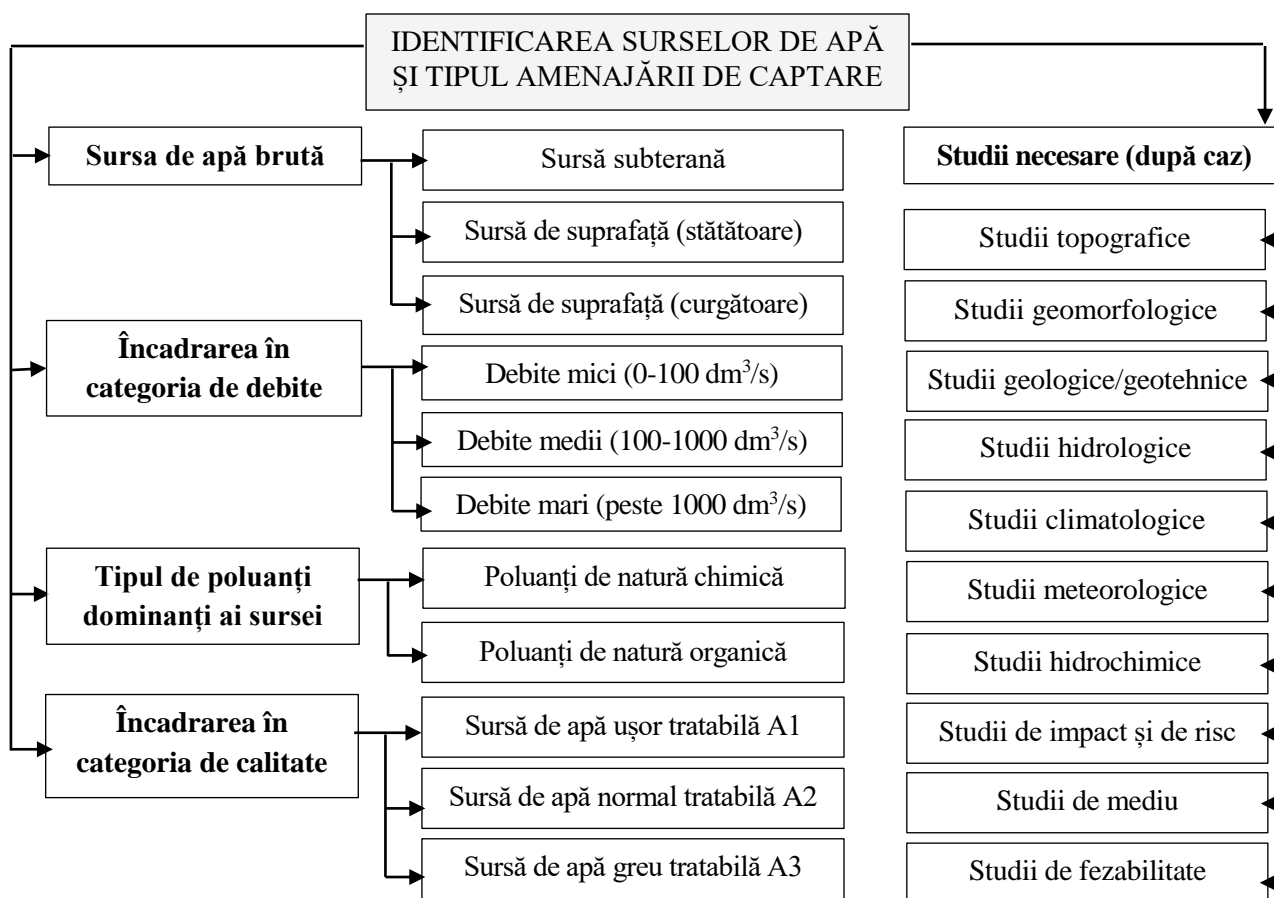 IDENTIFICAREA SURSELOR DE APĂ
ȘI TIPUL AMENAJĂRII DE CAPTARE
Sursa de apă brută
Sursă subterană
Sursă de suprafață (stătătoare)
Sursă de suprafață (curgătoare)
Încadrarea în
categoria de debite
Debite mici (0-100 dm³/s)
Debite medii (100-1000 dm³/s)
Debite mari (peste 1000 dm³/s)
Tipul de poluanți
dominanți ai sursei
Poluanți de natură chimică
Poluanți de natură organică
Încadrarea în
categoria de calitate
Sursă de apă ușor tratabilă A1
Sursă de apă normal tratabilă A2
Sursă de apă greu tratabilă A3
Studii necesare (după caz)
Studii topografice
Studii geomorfologice
Studii geologice/geotehnice
Studii hidrologice
Studii climatologice
Studii meteorologice
Studii hidrochimice
Studii de impact și de risc
Studii de mediu
Studii de fezabilitate